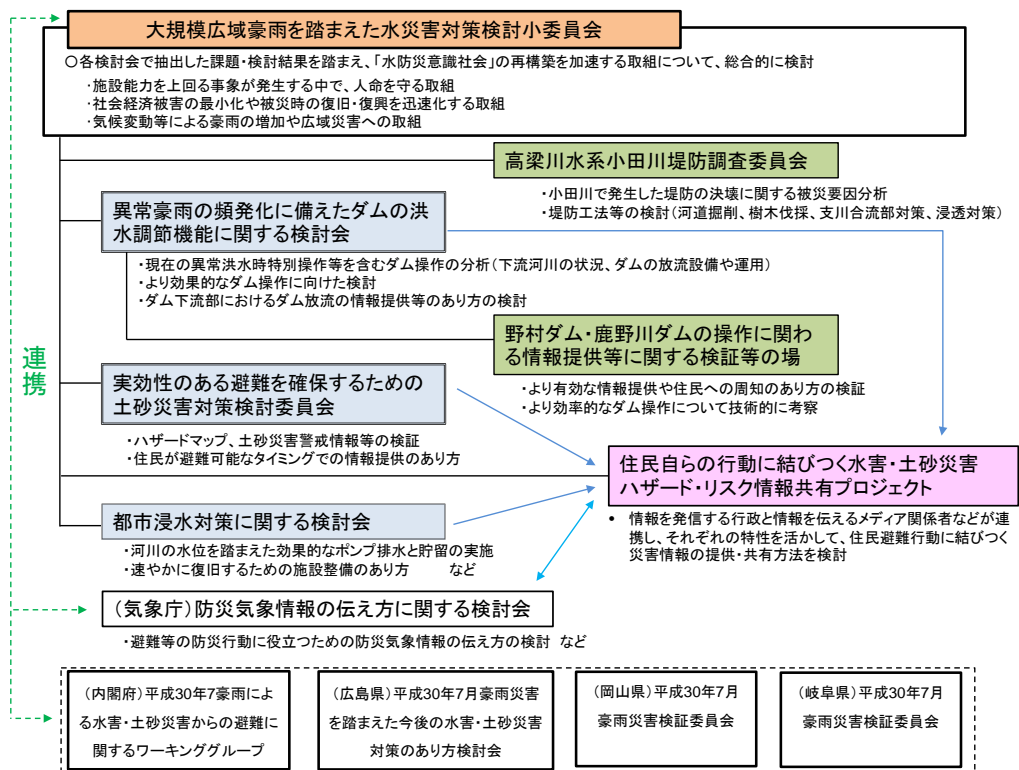 大規模広域豪雨を踏まえた水災害対策検討小委員会
○各検討会で抽出した課題・検討結果を踏まえ、「水防災意識社会」の再構築を加速する取組について、総合的に検討
・施設能力を上回る事象が発生する中で、人命を守る取組
・社会経済被害の最小化や被災時の復旧・復興を迅速化する取組
・気候変動等による豪雨の増加や広域災害への取組
高梁川水系小田川堤防調査委員会
・小田川で発生した堤防の決壊に関する被災要因分析
・堤防工法等の検討(河道掘削、樹木伐採、支川合流部対策、浸透対策)
異常豪雨の頻発化に備えたダムの洪
水調節機能に関する検討会
・現在の異常洪水時特別操作等を含むダム操作の分析(下流河川の状況、ダムの放流設備や運用)
・より効果的なダム操作に向けた検討
・ダム下流部におけるダム放流の情報提供等のあり方の検討
野村ダム・鹿野川ダムの操作に関わ
る情報提供等に関する検証等の場
・より有効な情報提供や住民への周知のあり方の検証
・より効率的なダム操作について技術的に考察
連携
実効性のある避難を確保するための
土砂災害対策検討委員会
・ハザードマップ、土砂災害警戒情報等の検証
・住民が避難可能なタイミングでの情報提供のあり方
住民自らの行動に結びつく水害・土砂災害
ハザード・リスク情報共有プロジェクト
• 情報を発信する行政と情報を伝えるメディア関係者などが連
携し、それぞれの特性を活かして、住民避難行動に結びつく
災害情報の提供・共有方法を検討
都市浸水対策に関する検討会
・河川の水位を踏まえた効果的なポンプ排水と貯留の実施
・速やかに復旧するための施設整備のあり方 など
(気象庁)防災気象情報の伝え方に関する検討会
・避難等の防災行動に役立つための防災気象情報の伝え方の検討 など
(内閣府)平成30年7豪雨によ
る水害・土砂災害からの避難に
関するワーキンググループ
(広島県)平成30年7月豪雨災害
を踏まえた今後の水害・土砂災害
対策のあり方検討会
(岡山県)平成30年7月
豪雨災害検証委員会
(岐阜県)平成30年7月
豪雨災害検証委員会